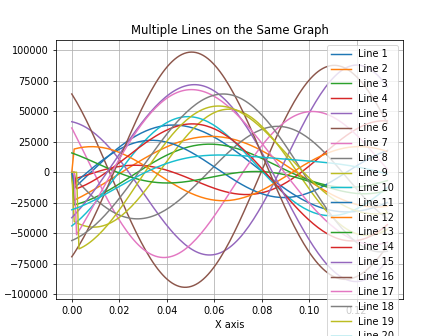 Multiple Lines on the Same Graph
100000
75000
50000
25000
0
−25000
−50000
−75000
−100000
0.00
0.02
0.04
0.06
0.08
0.10
X axis
Line 1
Line 2
Line 3
Line 4
Line 5
Line 6
Line 7
Line 8
Line 9
Line 10
Line 11
Line 12
Line 13
Line 14
Line 15
Line 16
Line 17
Line 18
Line 19
Line 20